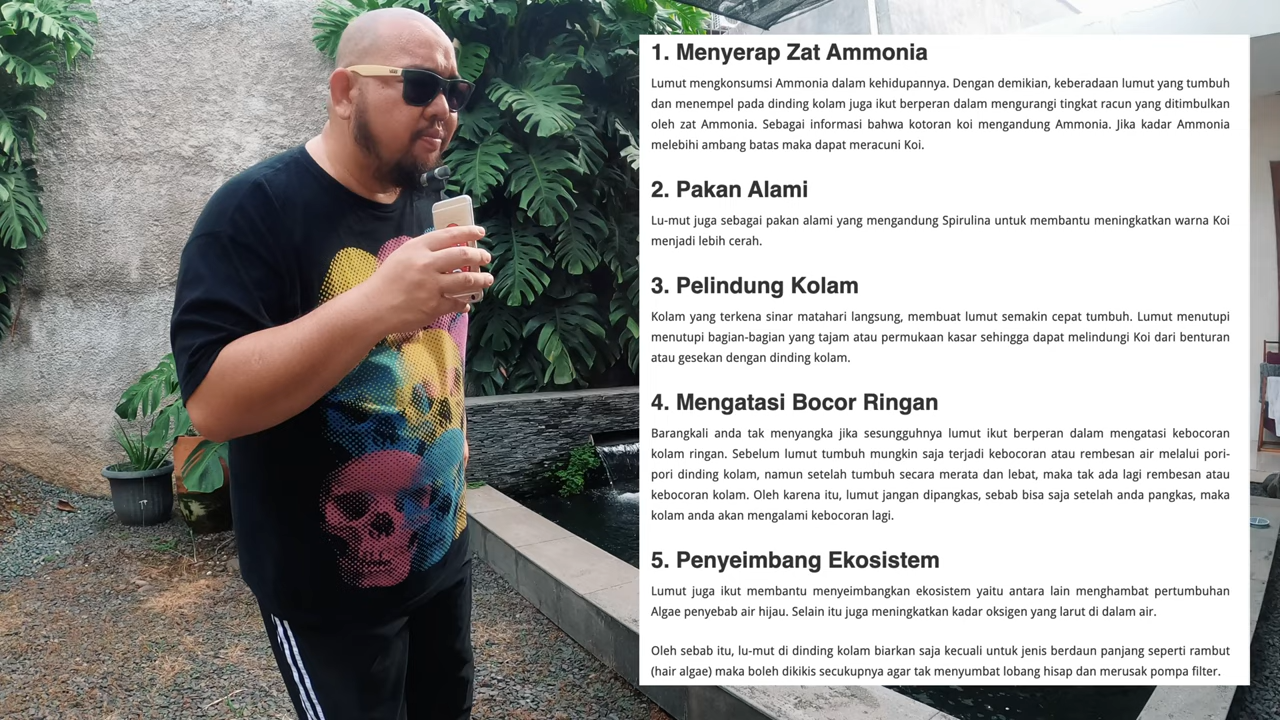 1. Menyerap Zat Ammonia
Lumut mengkonsumsi Ammonia dalam kehidupannya. Dengan demikian, keberadaan lumut yang tumbuh
dan menempel pada dinding kolam juga ikut berperan dalam mengurangi tingkat racun yang ditimbulkan
oleh zat Ammonia. Sebagai informasi bahwa kotoran koi mengandung Ammonia. Jika kadar Ammonia
melebihi ambang batas maka dapat meracuni Koi.
2. Pakan Alami
Lu-mut juga sebagai pakan alami yang mengandung Spirulina untuk membantu meningkatkan warna Koi
menjadi lebih cerah.
3. Pelindung Kolam
Kolam yang terkena sinar matahari langsung, membuat lumut semakin cepat tumbuh. Lumut menutupi
menutupi bagian-bagian yang tajam atau permukaan kasar sehingga dapat melindungi Koi dari benturan
atau gesekan dengan dinding kolam.
4. Mengatasi Bocor Ringan
Barangkali anda tak menyangka jika sesungguhnya lumut ikut berperan dalam mengatasi kebocoran
kolam ringan. Sebelum lumut tumbuh mungkin saja terjadi kebocoran atau rembesan air melalui pori-
pori dinding kolam, namun setelah tumbuh secara merata dan lebat, maka tak ada lagi rembesan atau
kebocoran kolam. Oleh karena itu, lumut jangan dipangkas, sebab bisa saja setelah anda pangkas, maka
kolam anda akan mengalami kebocoran lagi.
5. Penyeimbang Ekosistem
Lumut juga ikut membantu menyeimbangkan ekosistem yaitu antara lain menghambat pertumbuhan
Algae penyebab air hijau. Selain itu juga meningkatkan kadar oksigen yang larut di dalam air.
Oleh sebab itu, lu-mut di dinding kolam biarkan saja kecuali untuk jenis berdaun panjang seperti rambut
(hair algae) maka boleh dikikis secukupnya agar tak menyumbat lobang hisap dan merusak pompa filter.